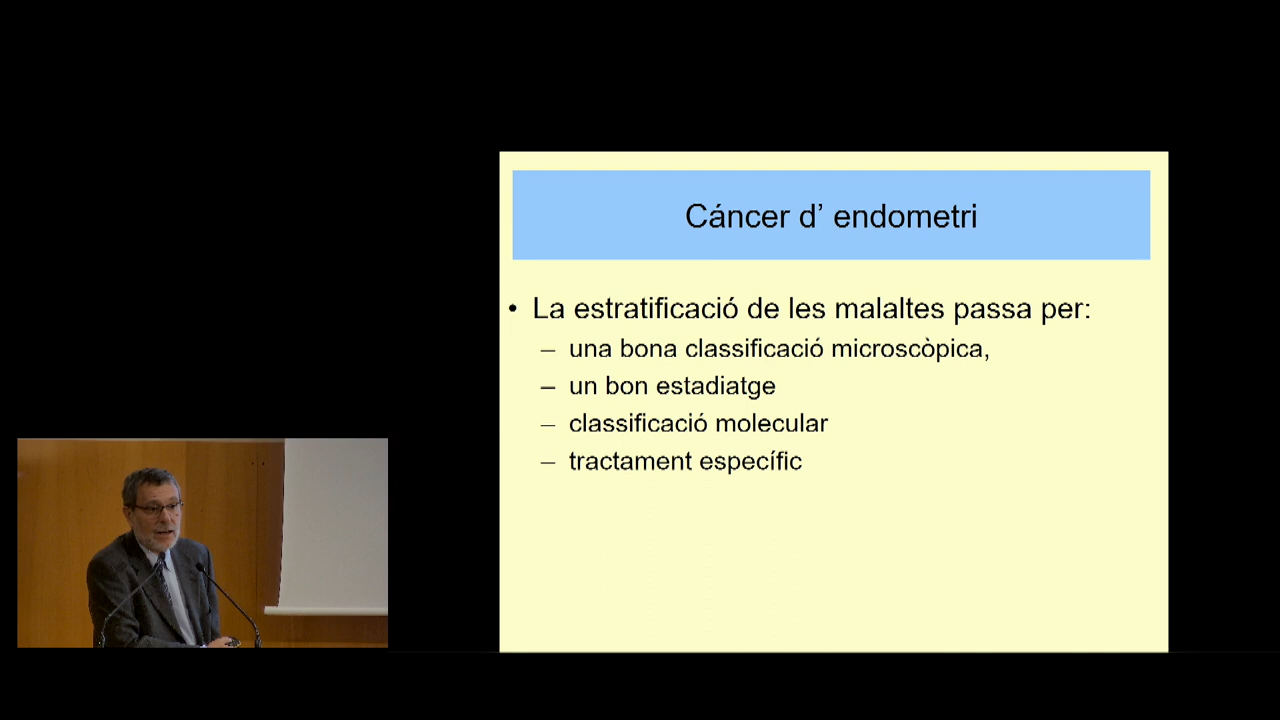 Cáncer d’ endometri
• La estratificació de les malaltes passa per:
– una bona classificació microscòpica,
– un bon estadiatge
– classificació molecular
– tractament específic